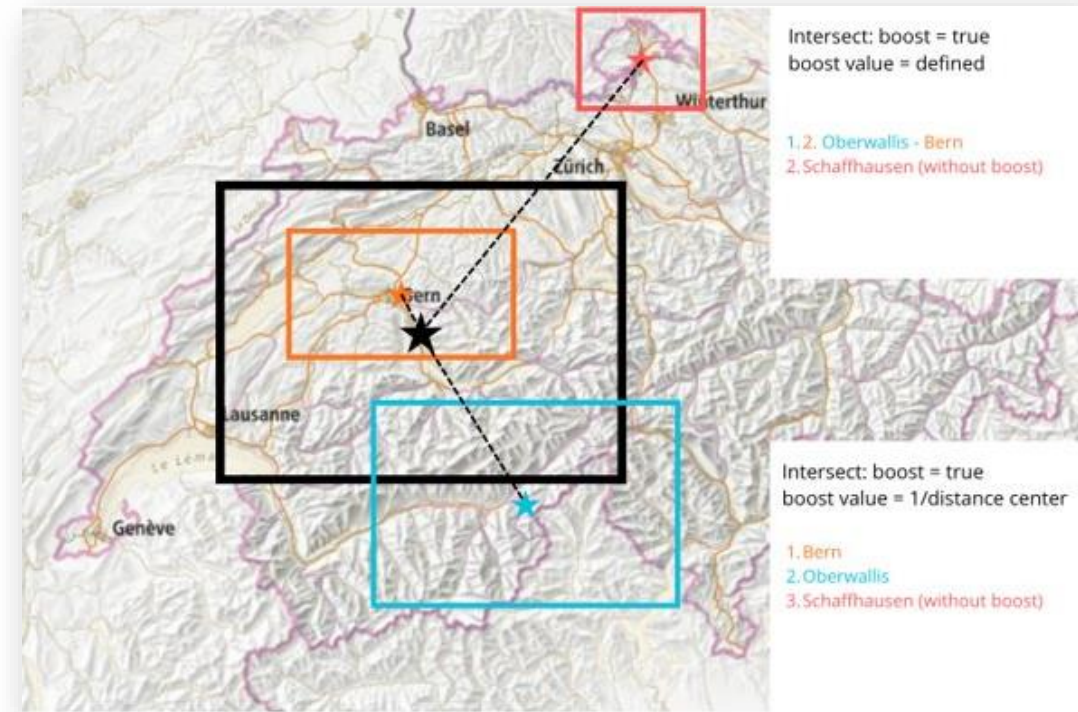 Intersect: boost = true
boost value = defined
1. 2. Oberwallis - Bern
2. Schaffhausen (without boost)
Winterthur
Basel
Zürich
Bern
Lausanne
Le Léma
Genève
Intersect: boost = true
boost value = 1/distance center
1. Bern
2. Oberwallis
3. Schaffhausen (without boost)